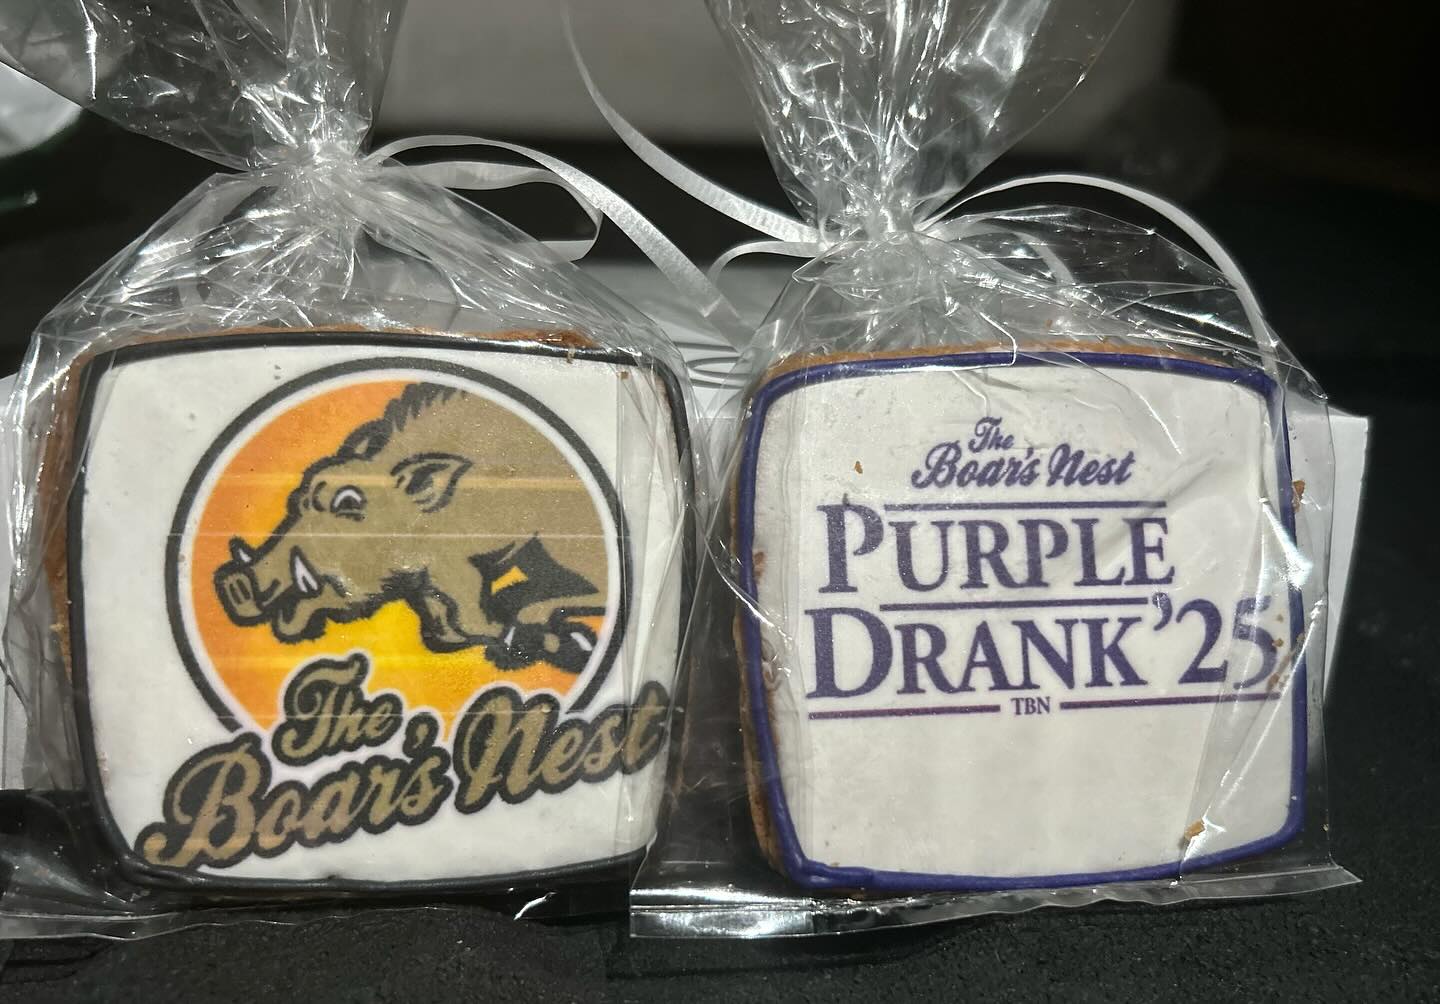 The
Boar's Nest
The
Boar's Nest
PURPLE
DRANK '25
TBN